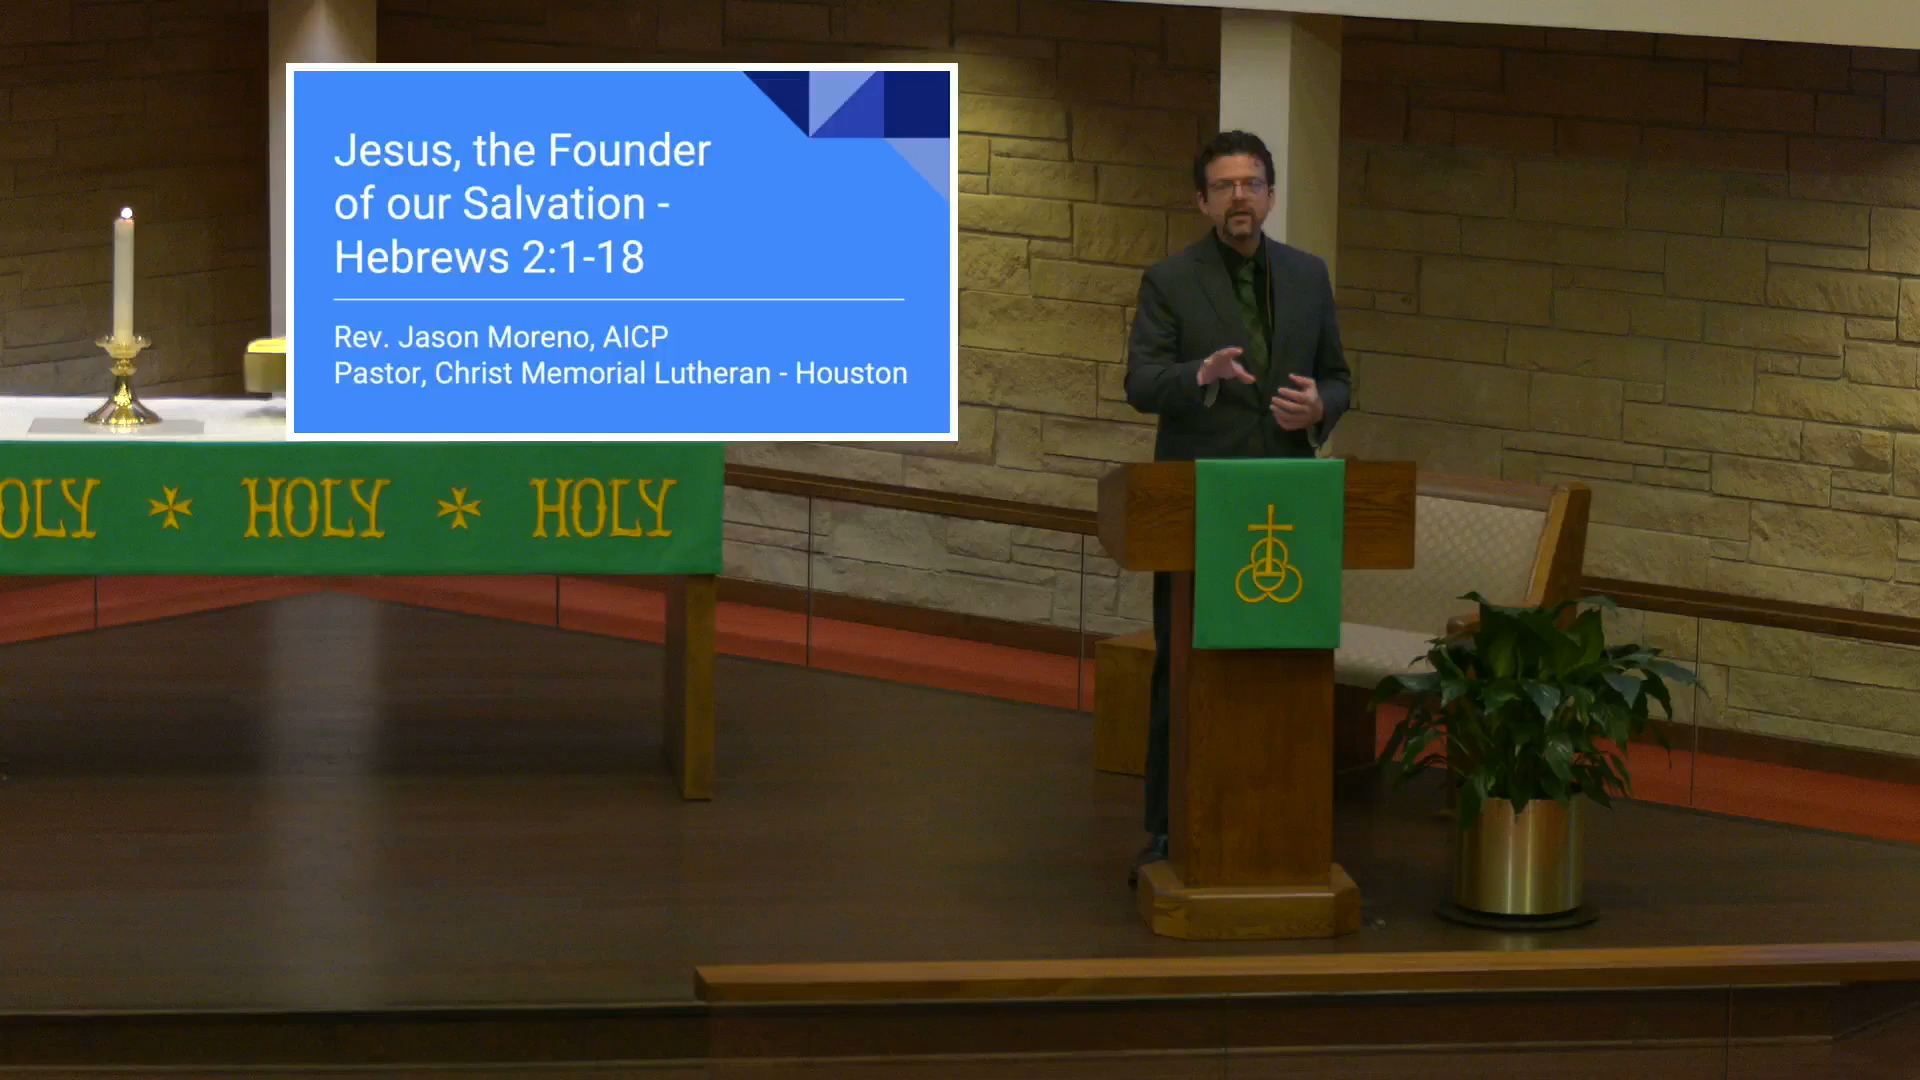 Jesus, the Founder
of our Salvation -
Hebrews 2:1-18
Rev. Jason Moreno, AICP
Pastor, Christ Memorial Lutheran - Houston
OLY HOLY HOLY